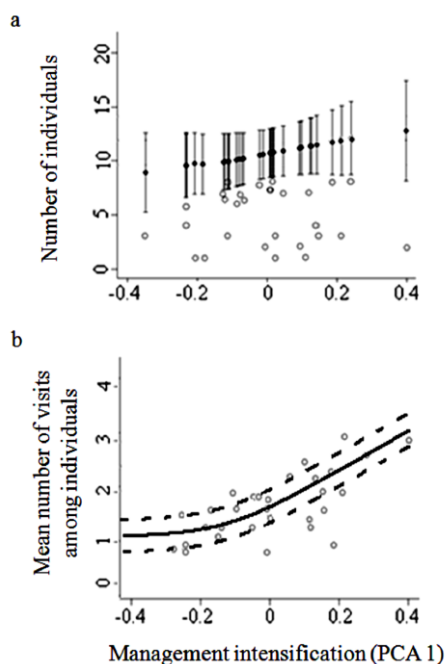 a
Number of individuals
20
15
10
5
0
-0.4 -0.2 0 0.2 0.4
b
Mean number of visits
among individuals
4
3
2
1
0
-0.4 -0.2 0 0.2 0.4
Management intensification (PCA 1)